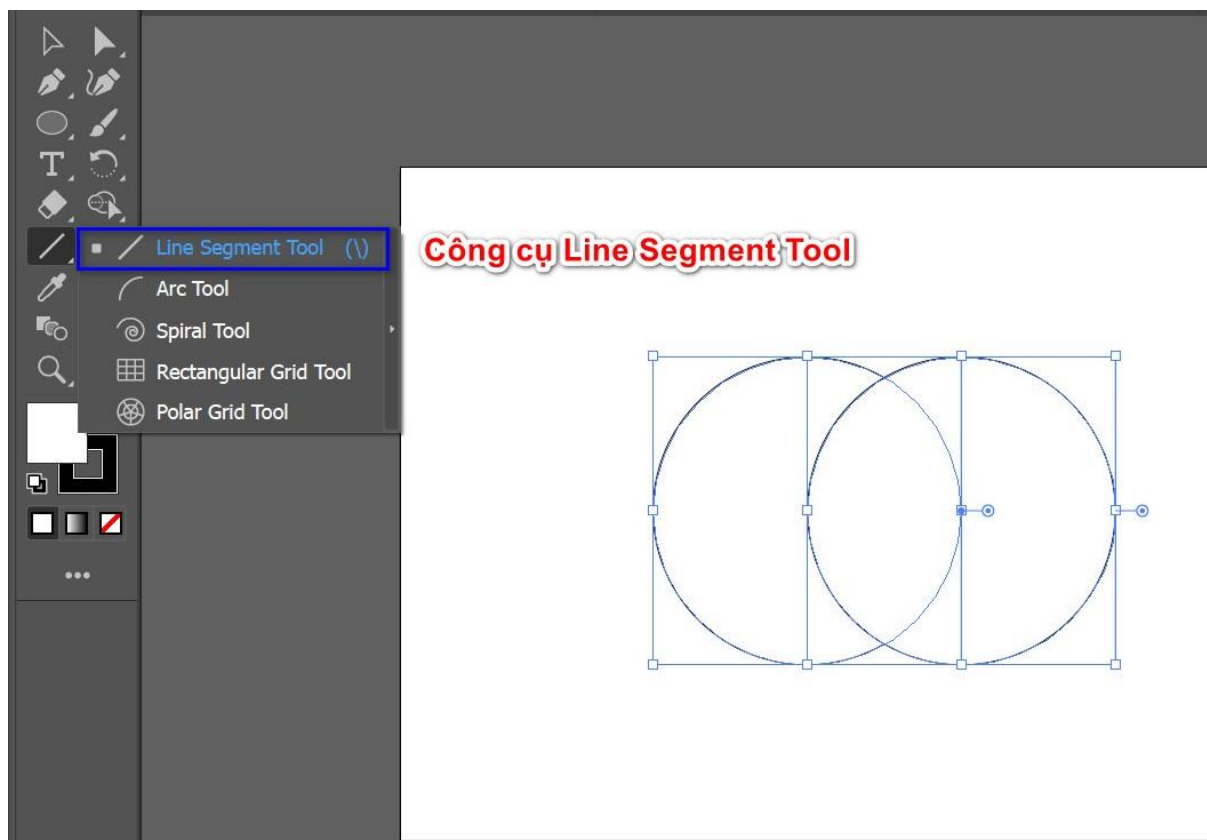 Line Segment Tool (\)
Công cụ Line Segment Tool
Arc Tool
Spiral Tool
Rectangular Grid Tool
Polar Grid Tool